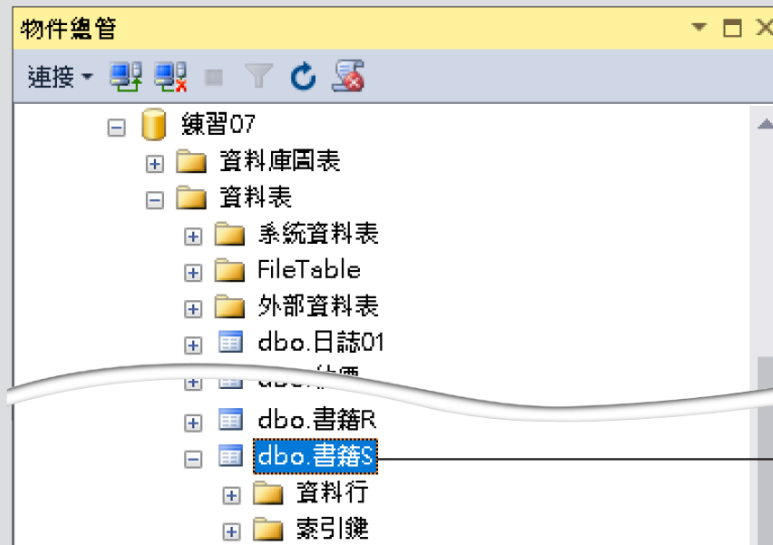 物件總管
連接
練習07
資料庫圖表
資料表
系統資料表
FileTable
外部資料表
dbo.日誌01
dbo.書籍R
dbo.書籍S
資料行
索引鍵